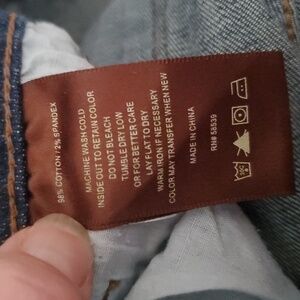 98% COTTON / 2% SPANDEX
MACHINE WASH COLD
INSIDE OUT TO RETAIN COLOR
DO NOT BLEACH
TUMBLE DRY LOW
OR FOR BETTER CARE
LAY FLAT TO DRY
WARM IRON IF NECESSARY
COLOR MAY TRANSFER WHEN NEW
MADE IN CHINA
RN# 58539